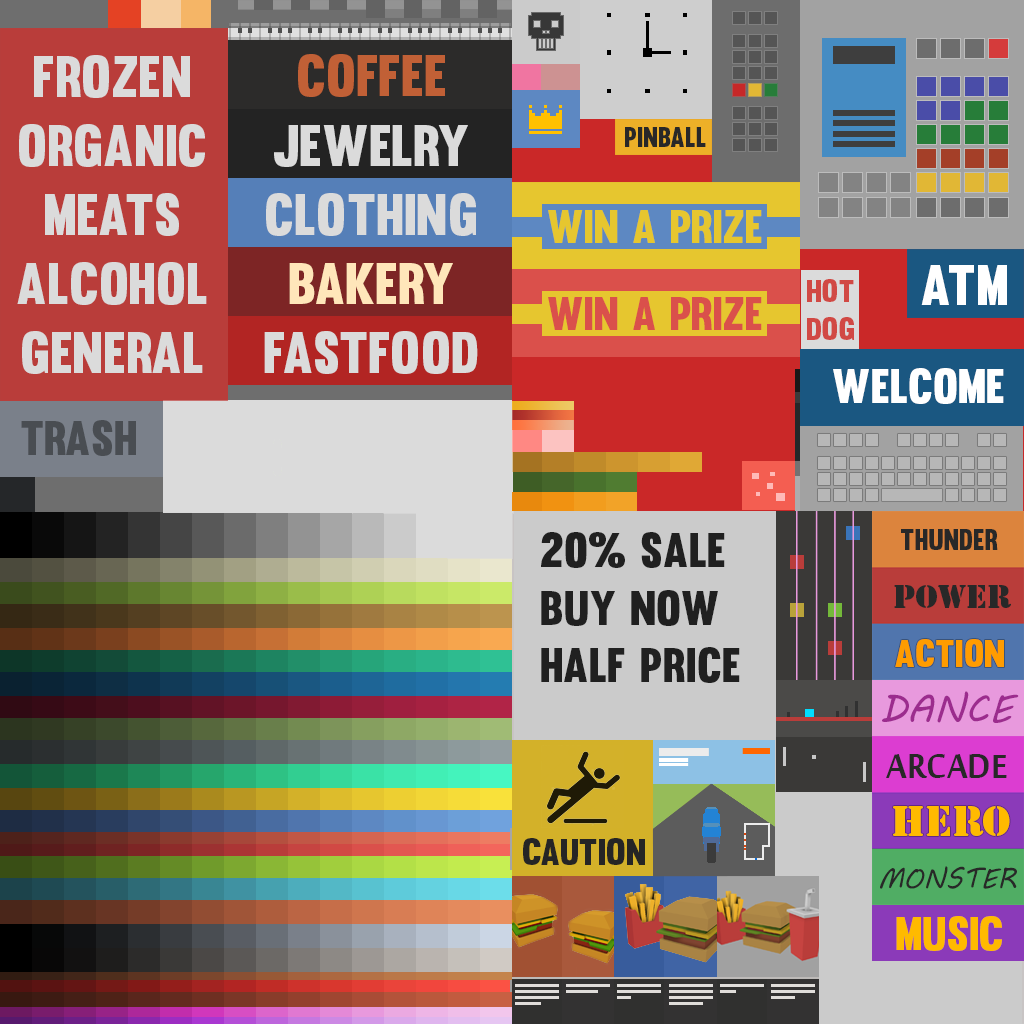 FROZEN
ORGANIC
MEATS
ALCOHOL
GENERAL
TRASH
COFFEE
JEWELRY
CLOTHING
BAKERY
FASTFOOD
PINBALL
WIN A PRIZE
WIN A PRIZE
HOT
DOG
ATM
WELCOME
20% SALE
BUY NOW
HALF PRICE
CAUTION
THUNDER
POWER
ACTION
DANCE
ARCADE
HERO
MONSTER
MUSIC